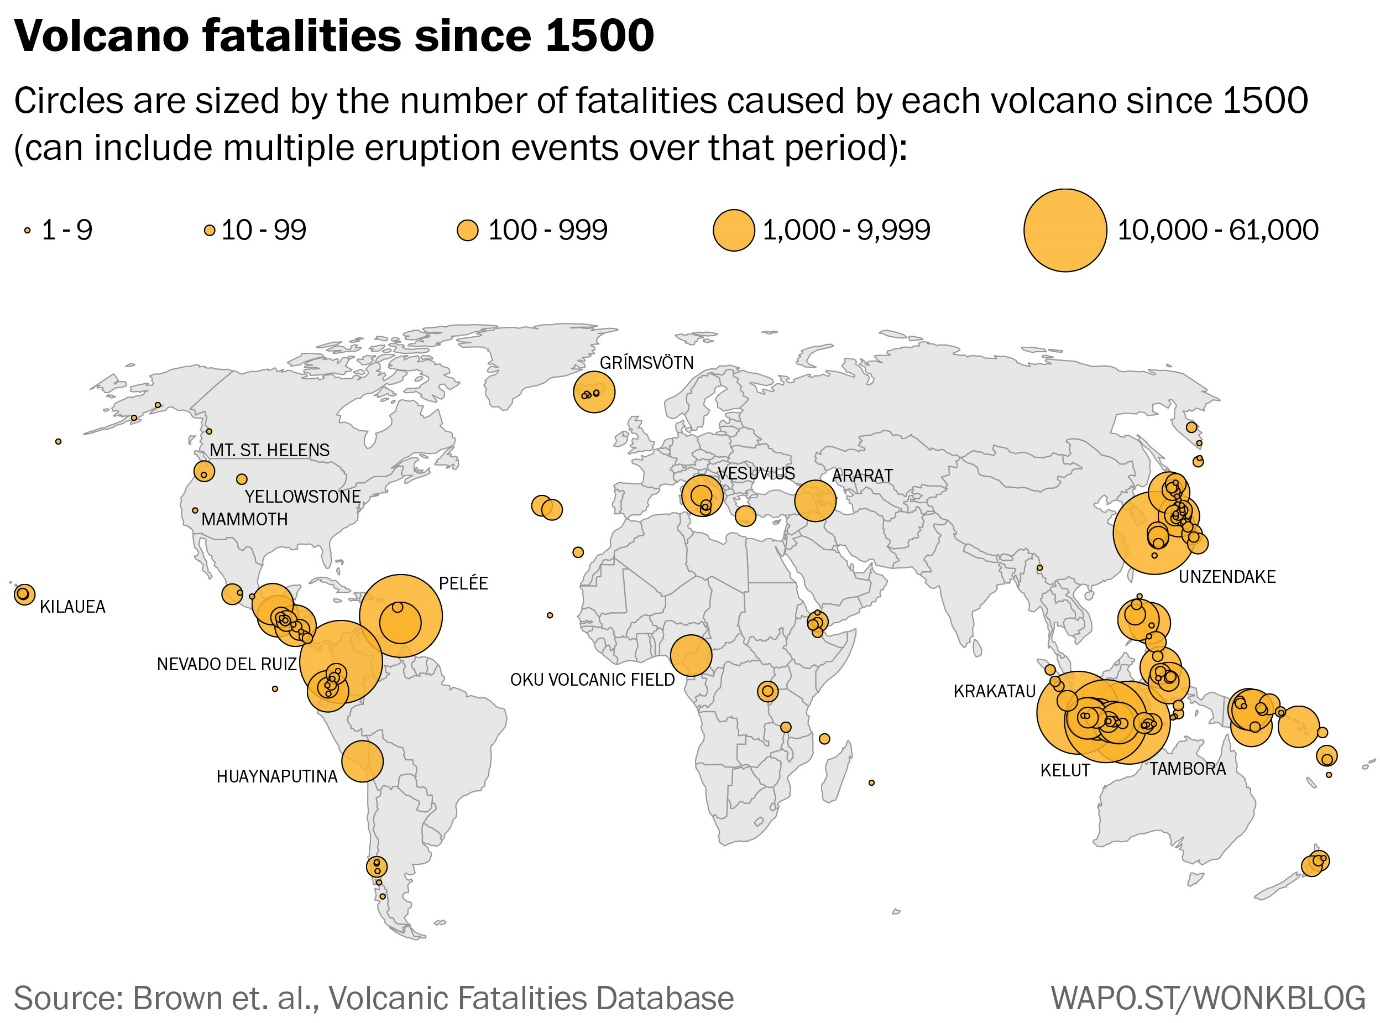 Volcano fatalities since 1500
Circles are sized by the number of fatalities caused by each volcano since 1500
(can include multiple eruption events over that period):
1 - 9
10 - 99
100 - 999
1,000 - 9,999
10,000 - 61,000
GRÍMSVÖTN
MT. ST. HELENS
VESUVIUS
ARARAT
YELLOWSTONE
MAMMOTH
UNZENDAKE
PELÉE
KILAUEA
NEVADO DEL RUIZ
OKU VOLCANIC FIELD
KRAKATAU
HUAYNAPUTINA
KELUT
TAMBORA
Source: Brown et. al., Volcanic Fatalities Database
WAPO.ST/WONKBLOG